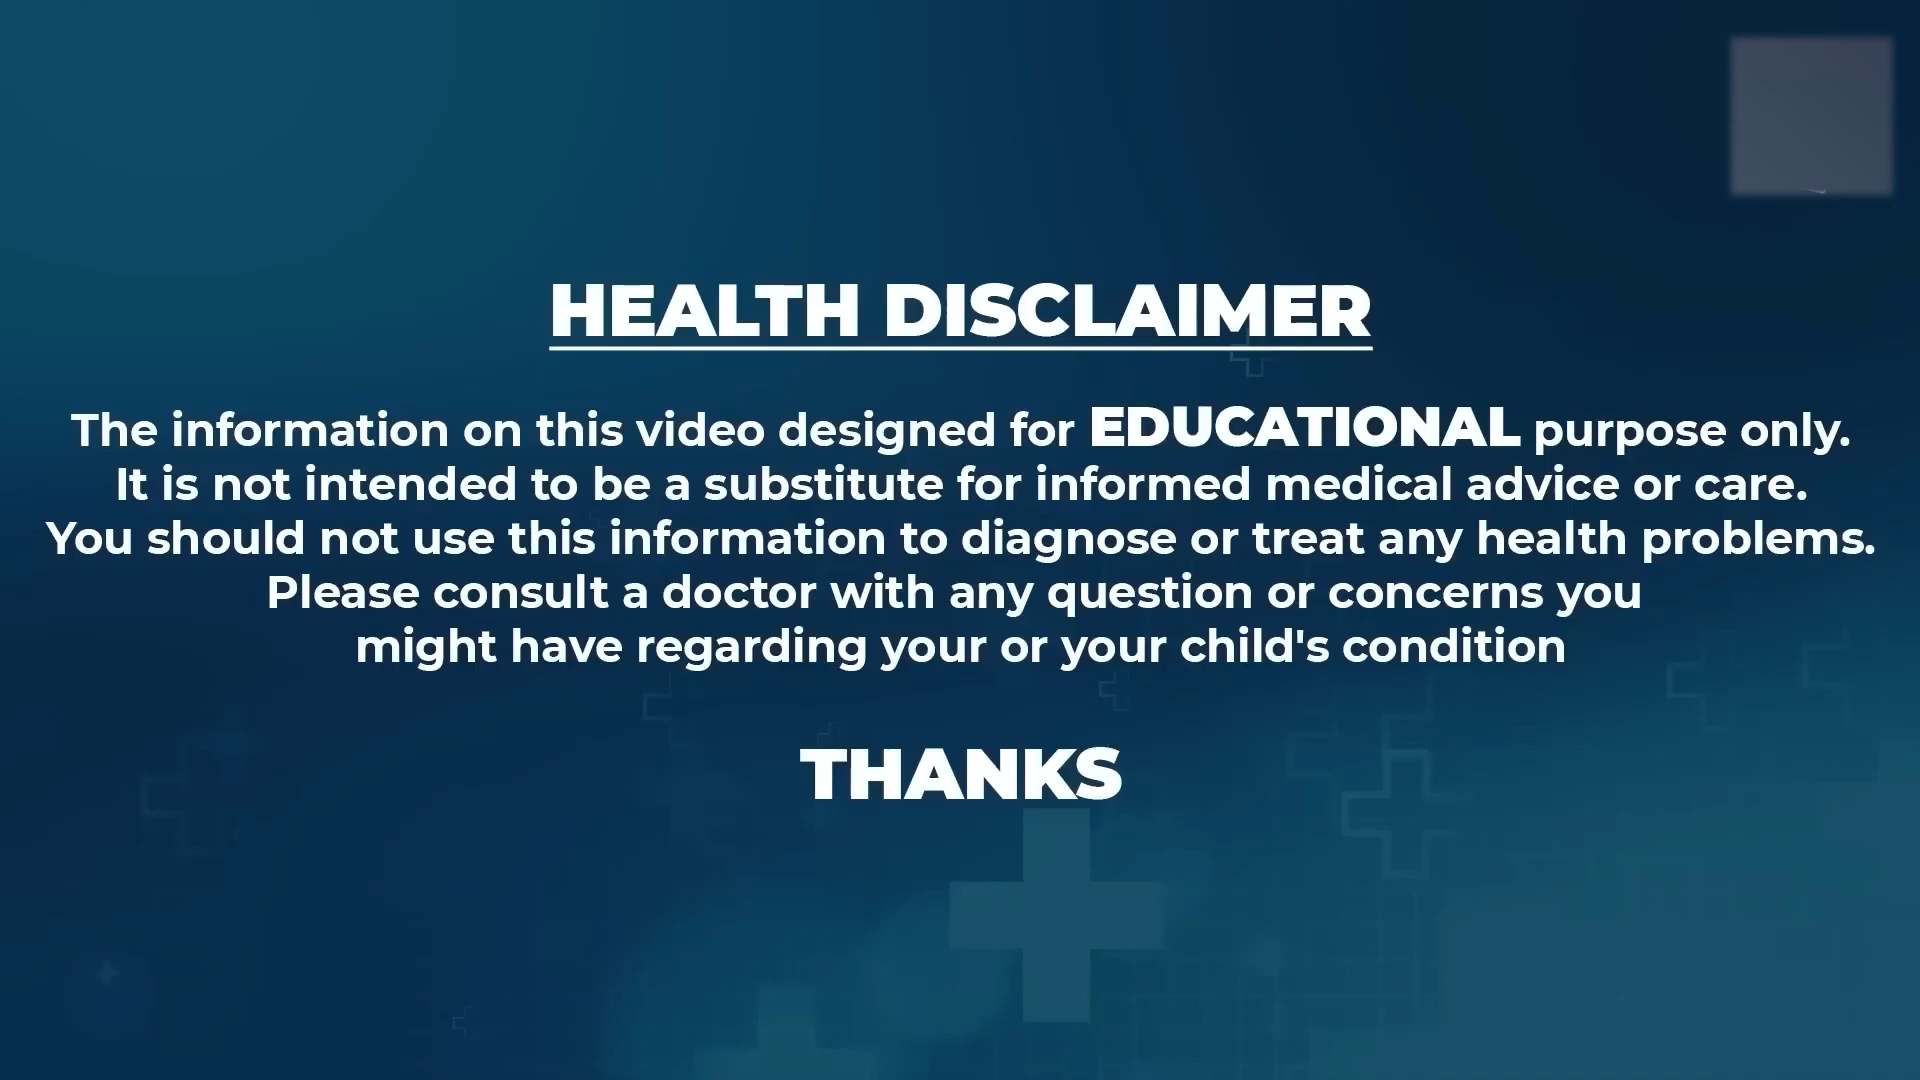 HEALTH DISCLAIMER
The information on this video designed for EDUCATIONAL purpose only.
It is not intended to be a substitute for informed medical advice or care.
You should not use this information to diagnose or treat any health problems.
Please consult a doctor with any question or concerns you
might have regarding your or your child's condition
THANKS